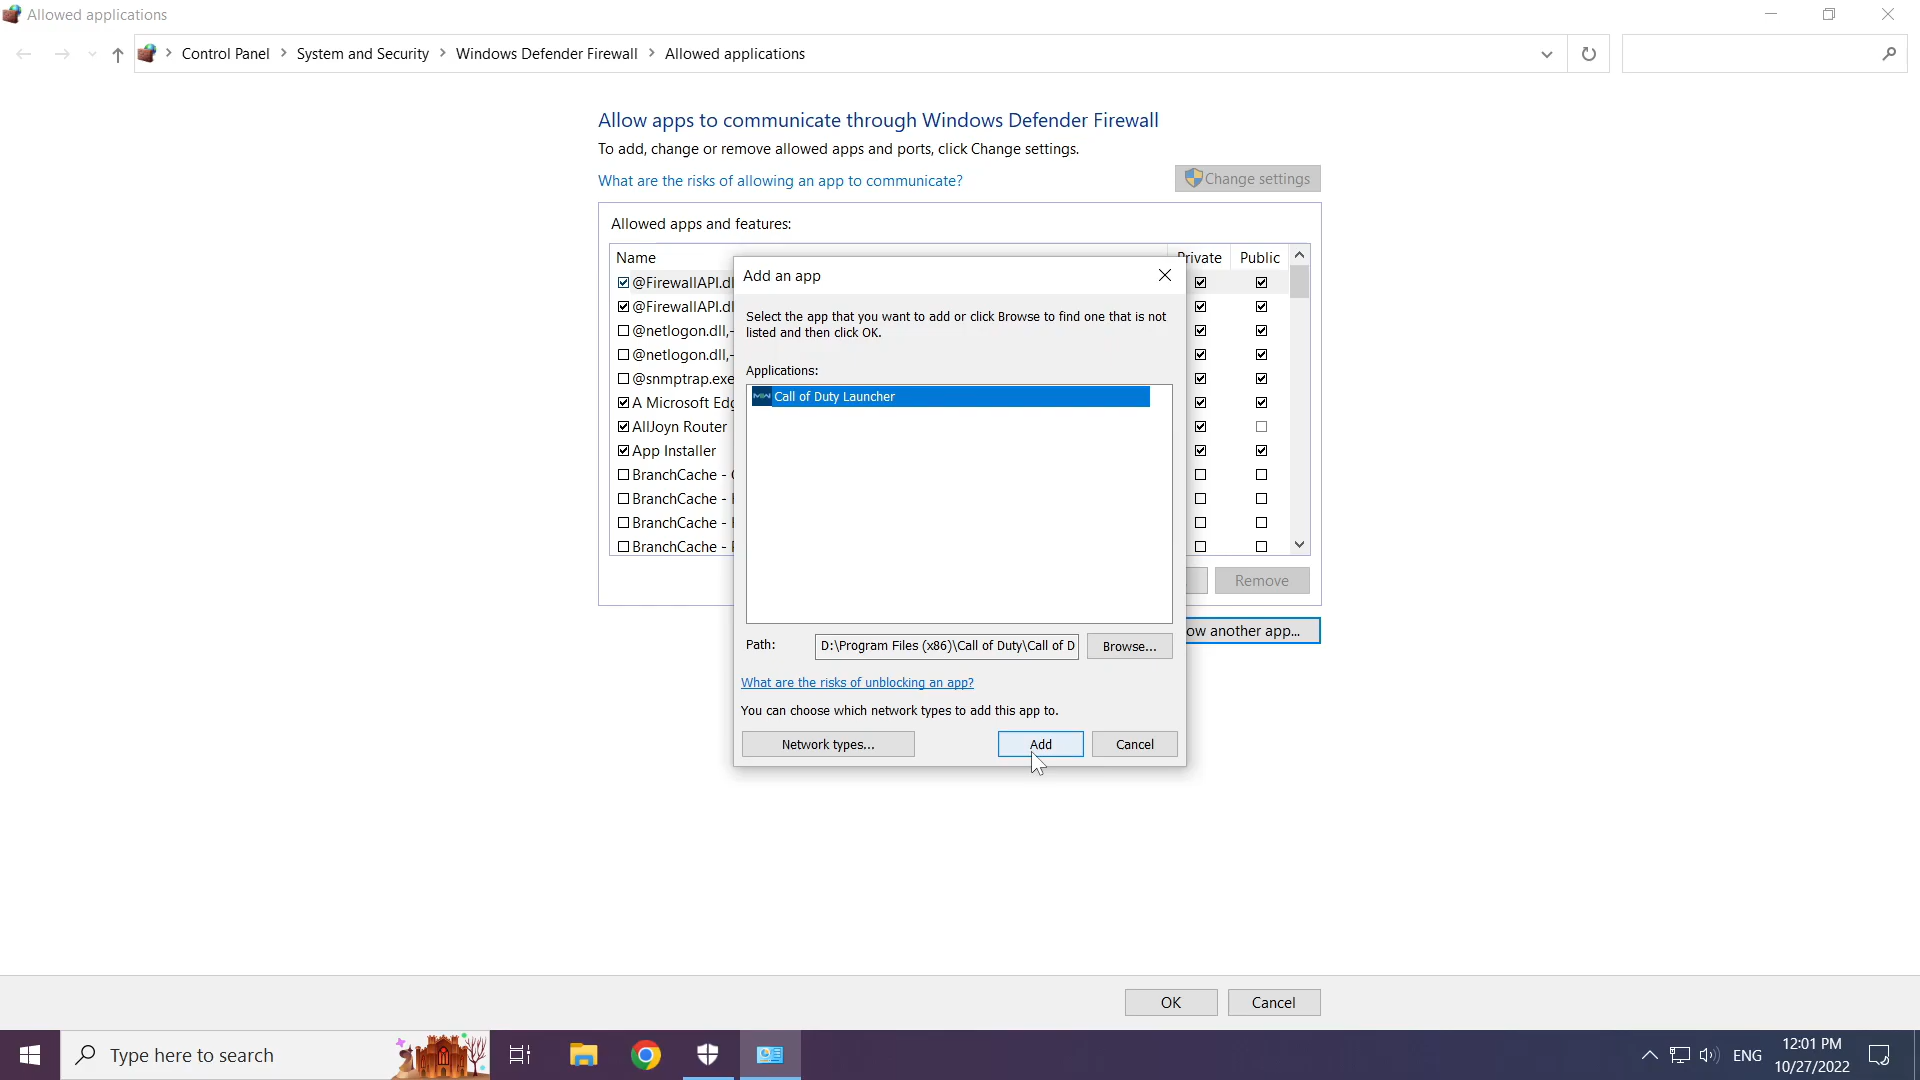 Allowed applications
Control Panel > System and Security > Windows Defender Firewall > Allowed applications
Allow apps to communicate through Windows Defender Firewall
To add, change or remove allowed apps and ports, click Change settings.
What are the risks of allowing an app to communicate?
Change settings
Allowed apps and features:
Name
Private
Public
@FirewallAPI.dl
@FirewallAPI.d
@netlogon.dll,-
@netlogon.dll,-
@snmptrap.exe
A Microsoft Edg
AllJoyn Router
App Installer
BranchCache - 
BranchCache - 
BranchCache - 
BranchCache - 
Remove
ow another app...
Add an app
Select the app that you want to add or click Browse to find one that is not
listed and then click OK.
Applications:
MW Call of Duty Launcher
Path:
D:\Program Files (x86)\Call of Duty\Call of D
Browse...
What are the risks of unblocking an app?
You can choose which network types to add this app to.
Network types...
Add
Cancel
OK
Cancel
Type here to search
ENG
12:01 PM
10/27/2022